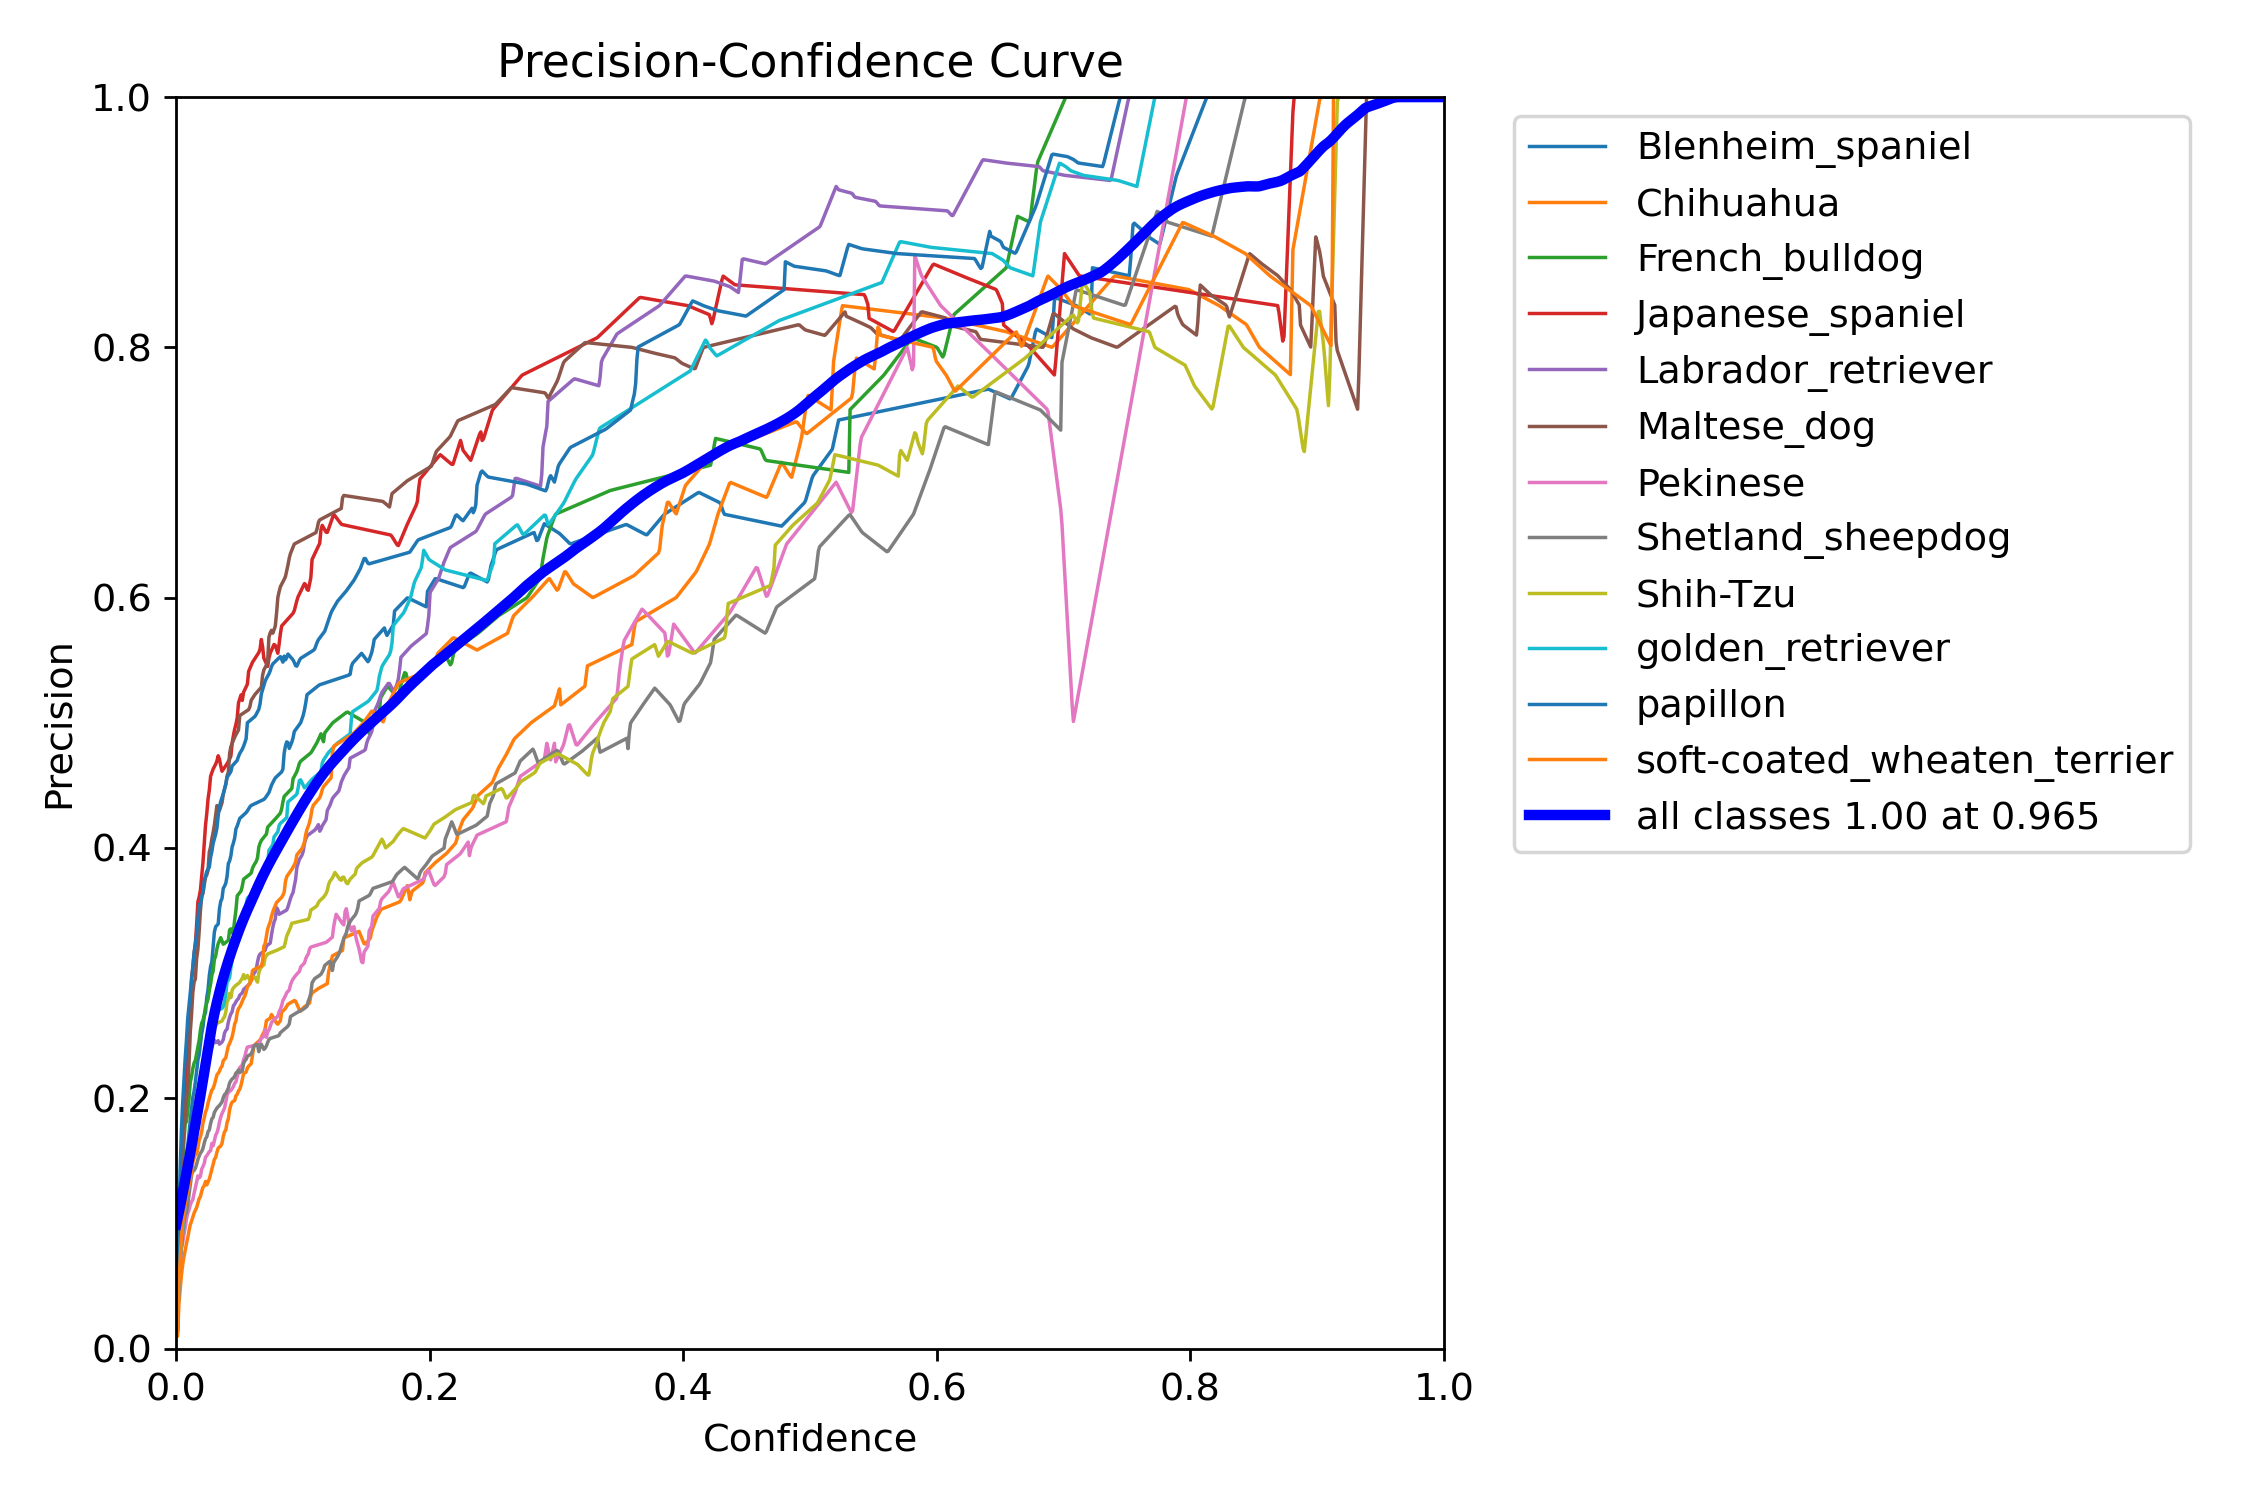 Precision-Confidence Curve
1.0
0.8
0.6
0.4
0.2
0.0
Precision
0.0 0.2 0.4 0.6 0.8 1.0
Confidence
Blenheim_spaniel
Chihuahua
French_bulldog
Japanese_spaniel
Labrador_retriever
Maltese_dog
Pekinese
Shetland_sheepdog
Shih-Tzu
golden_retriever
papillon
soft-coated_wheaten_terrier
all classes 1.00 at 0.965